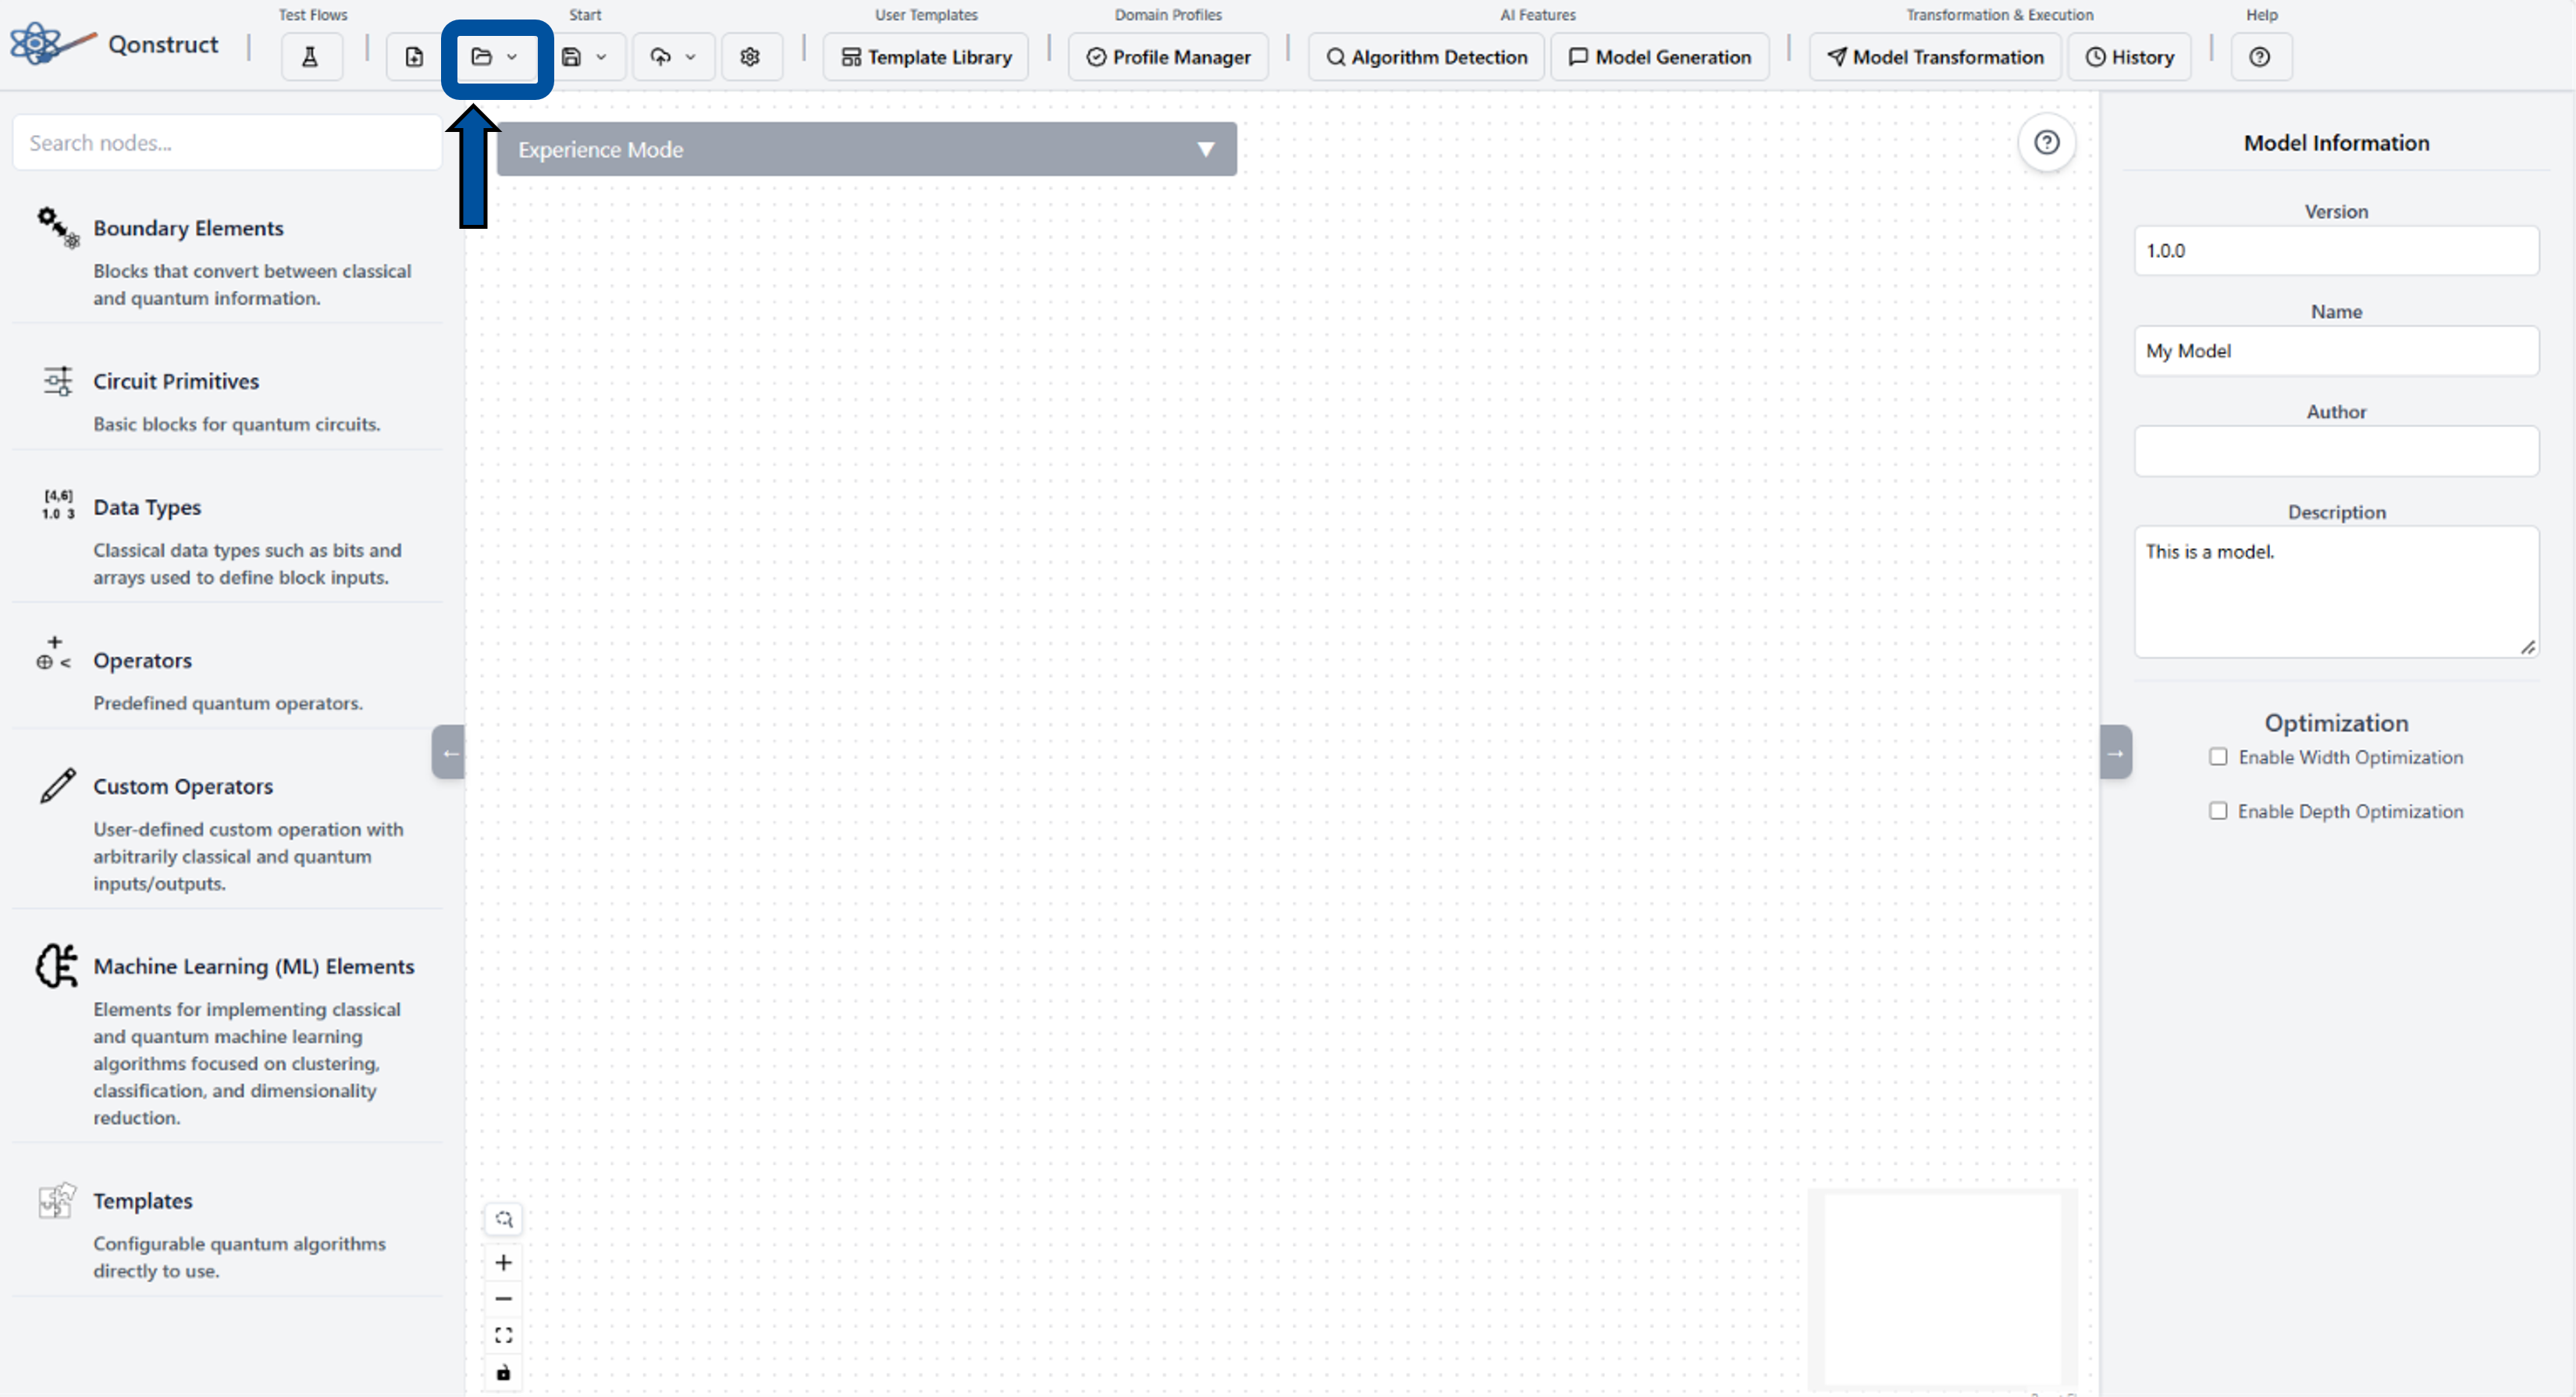 Test Flows
Start
User Templates
Domain Profiles
AI Features
Transformation & Execution
Help
Qonstruct
Template Library
Profile Manager
Algorithm Detection
Model Generation
Model Transformation
History
Search nodes...
Boundary Elements
Blocks that convert between classical
and quantum information.
Circuit Primitives
Basic blocks for quantum circuits.
[4,6]
1.0 3
Data Types
Classical data types such as bits and
arrays used to define block inputs.
Operators
Predefined quantum operators.
Custom Operators
User-defined custom operation with
arbitrarily classical and quantum
inputs/outputs.
Machine Learning (ML) Elements
Elements for implementing classical
and quantum machine learning
algorithms focused on clustering,
classification, and dimensionality
reduction.
Templates
Configurable quantum algorithms
directly to use.
Experience Mode
Model Information
Version
1.0.0
Name
My Model
Author
Description
This is a model.
Optimization
Enable Width Optimization
Enable Depth Optimization